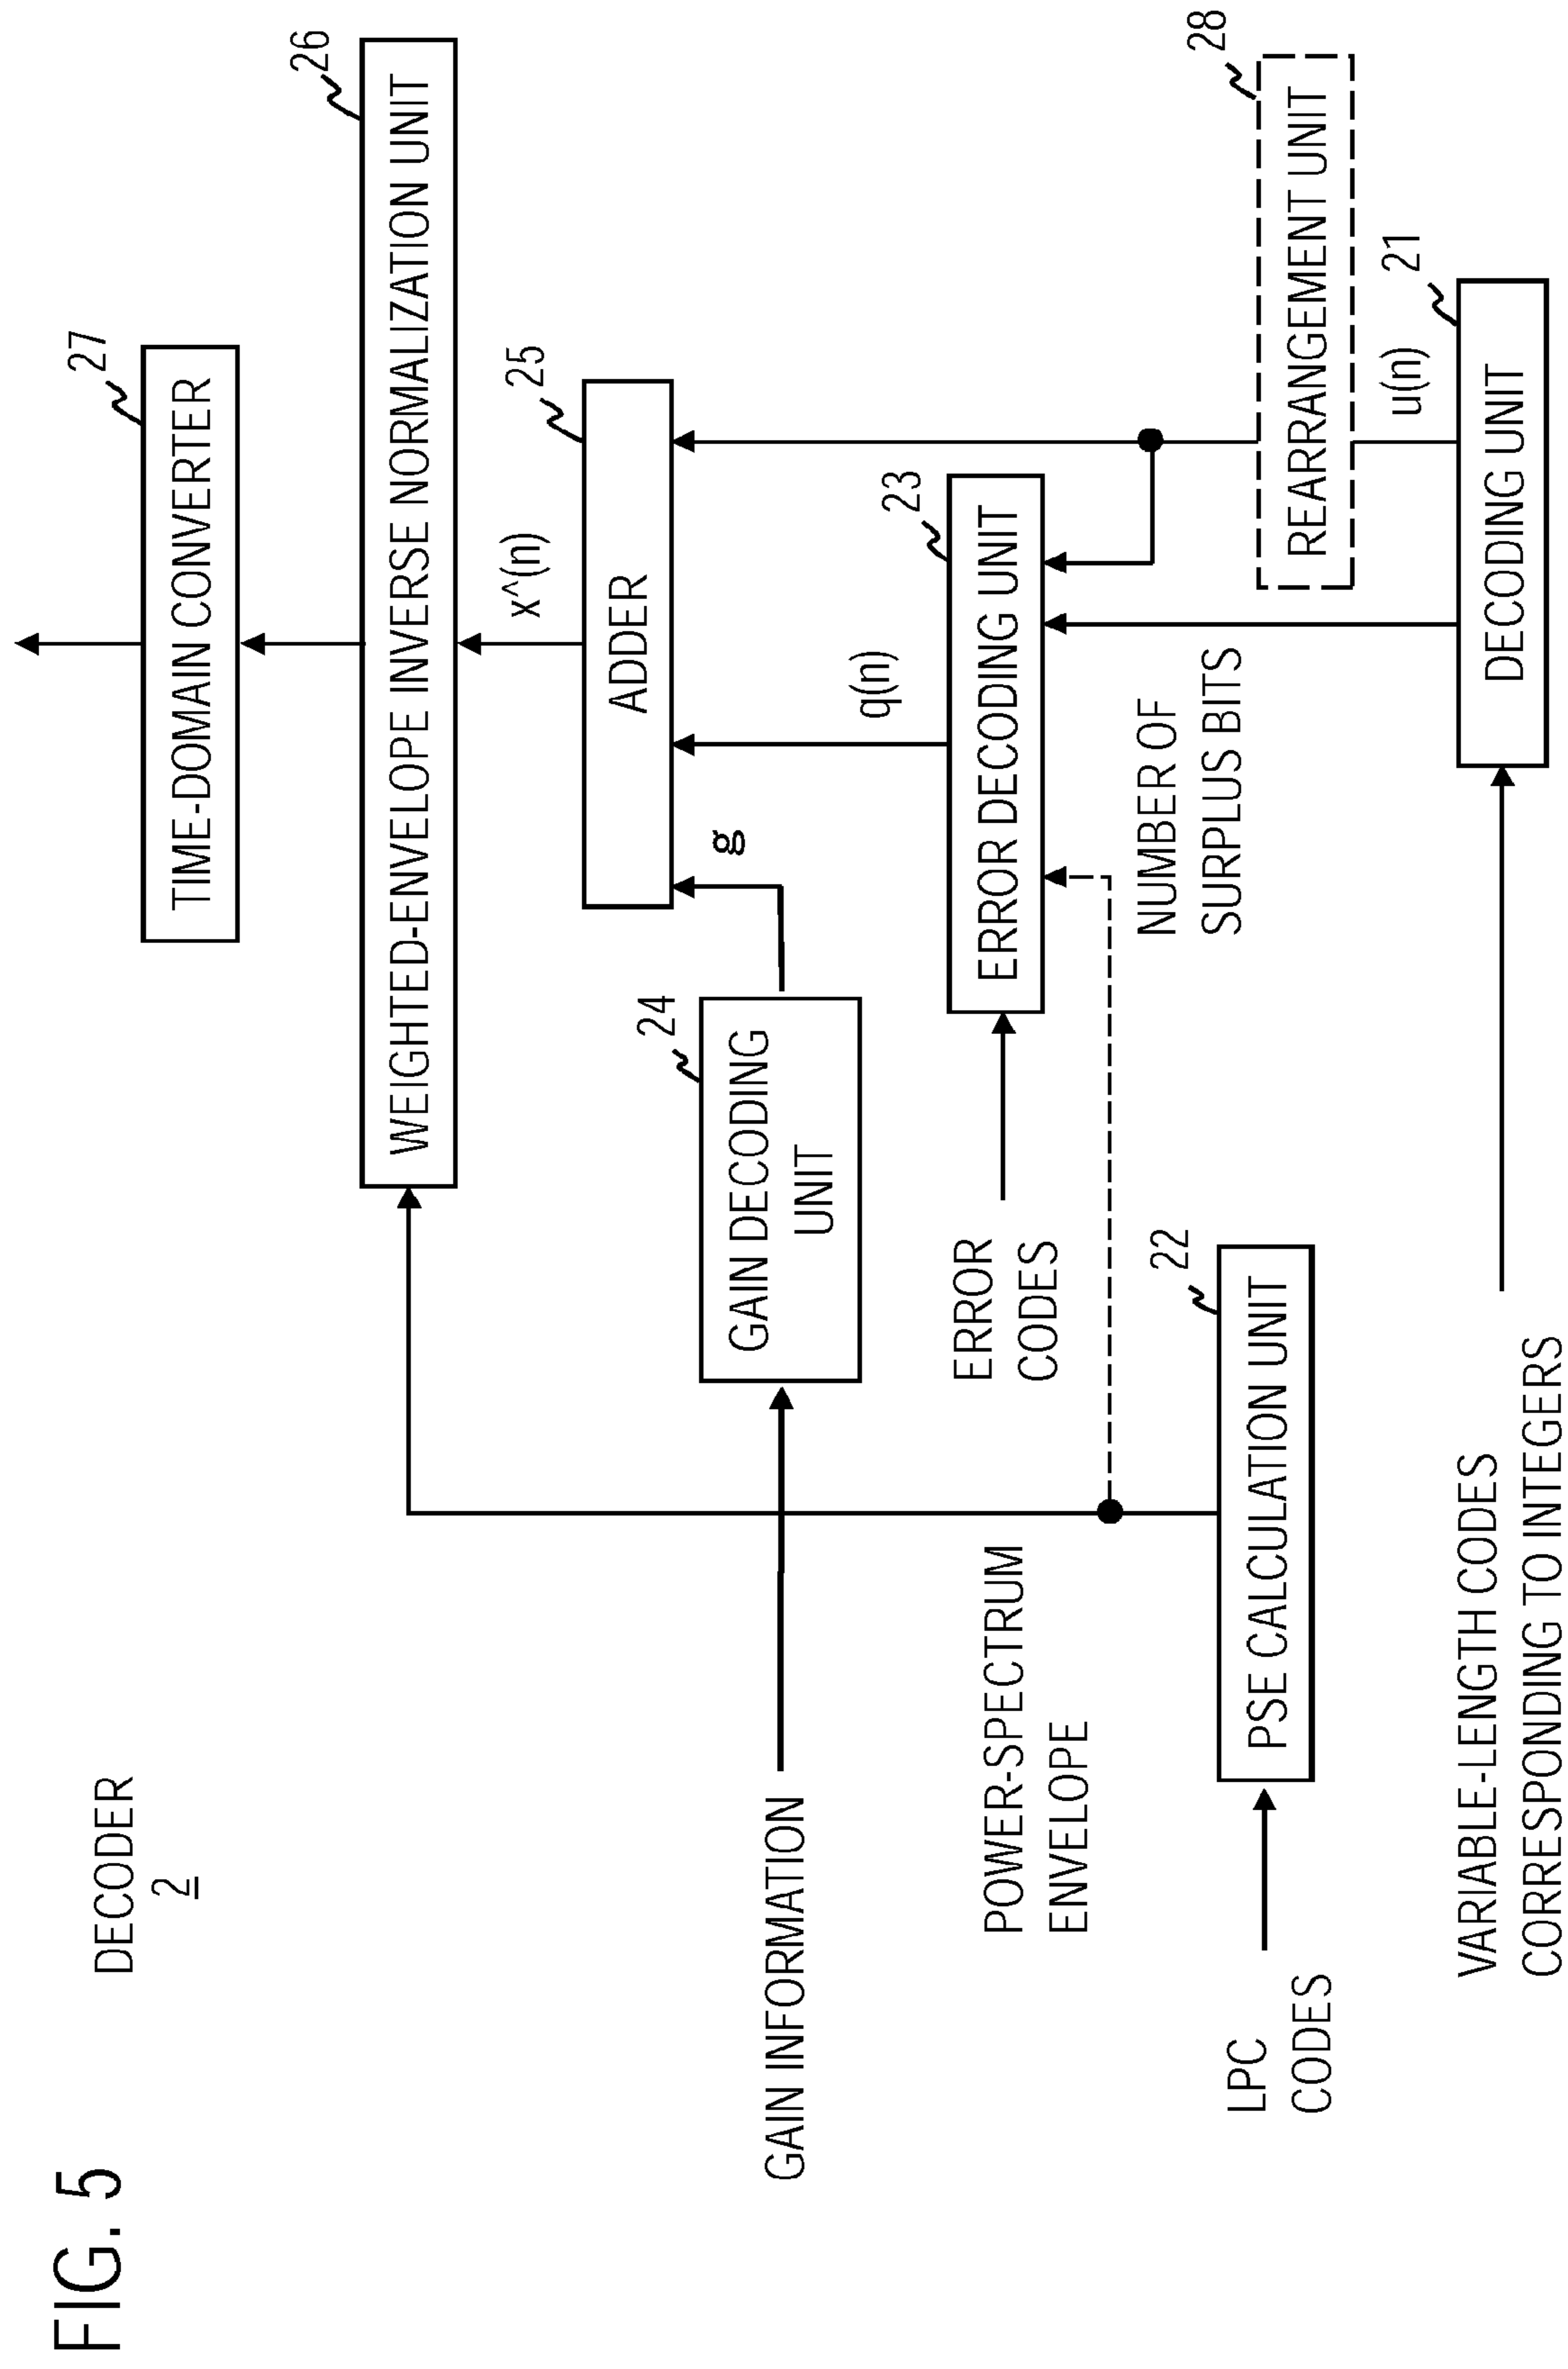 FIG. 5
DECODER
2
27
TIME-DOMAIN CONVERTER
26
WEIGHTED-ENVELOPE INVERSE NORMALIZATION UNIT
x^(n)
25
ADDER
g
q(n)
24
GAIN DECODING
UNIT
GAIN INFORMATION
23
ERROR DECODING UNIT
ERROR
CODES
POWER-SPECTRUM
ENVELOPE
NUMBER OF
SURPLUS BITS
28
REARRANGEMENT UNIT
22
PSE CALCULATION UNIT
LPC
CODES
u(n)
21
DECODING UNIT
VARIABLE-LENGTH CODES
CORRESPONDING TO INTEGERS